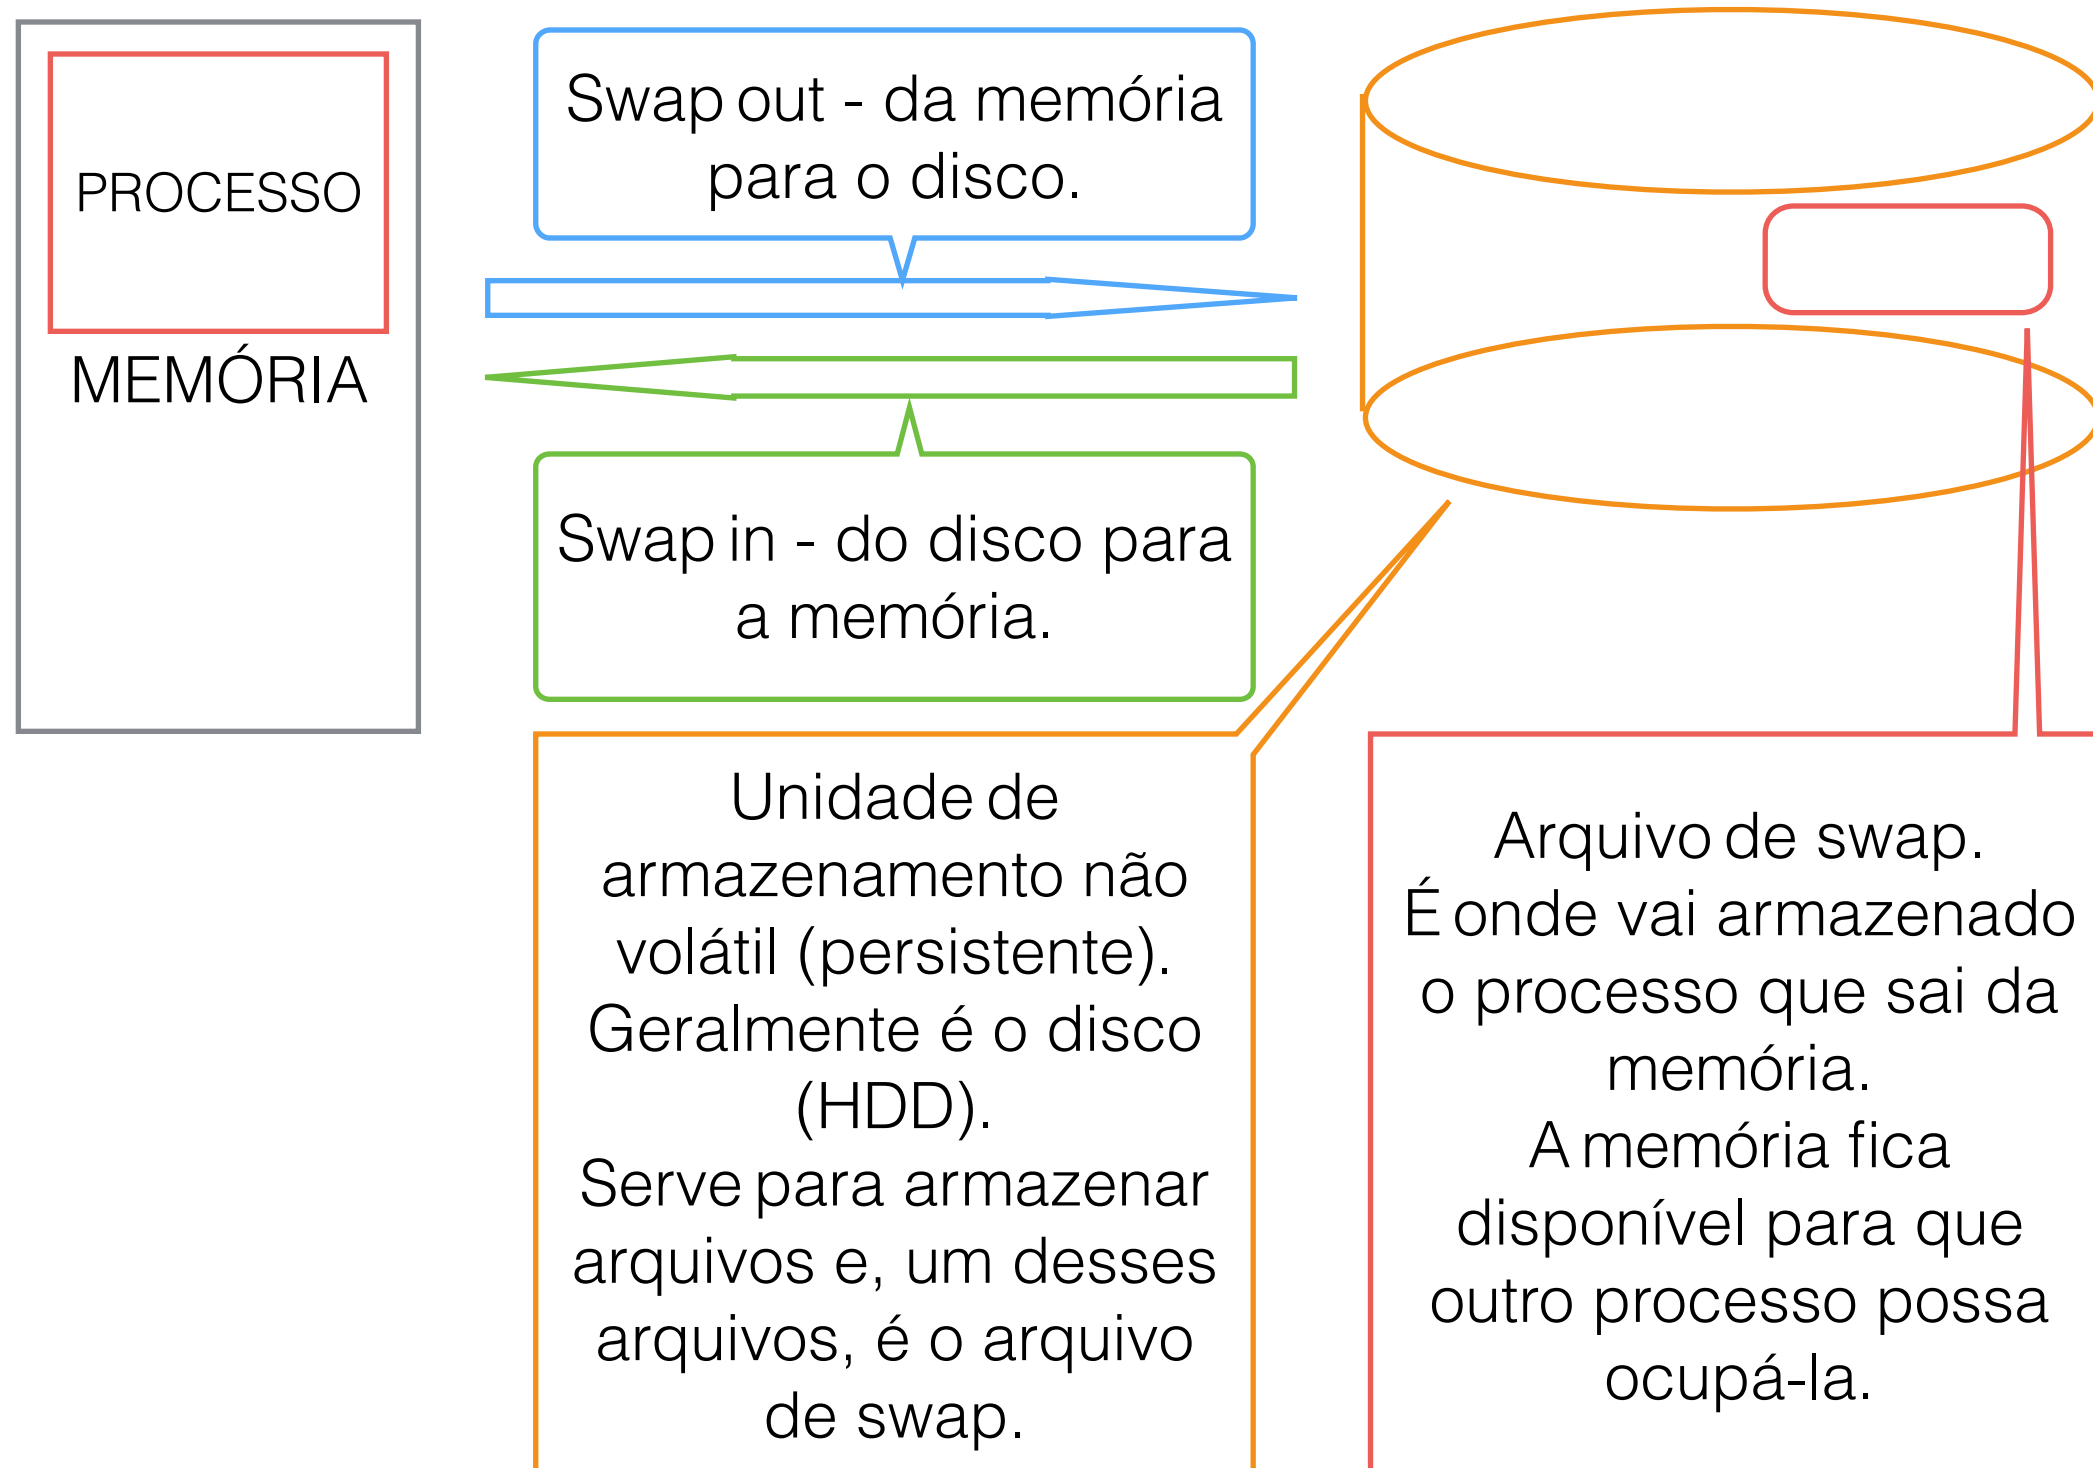 PROCESSO
MEMÓRIA
Swap out - da memória
para o disco.
Swap in - do disco para
a memória.
Unidade de
armazenamento não
volátil (persistente).
Geralmente é o disco
(HDD).
Serve para armazenar
arquivos e, um desses
arquivos, é o arquivo
de swap.
Arquivo de swap.
É onde vai armazenado
o processo que sai da
memória.
A memória fica
disponível para que
outro processo possa
ocupá-la.